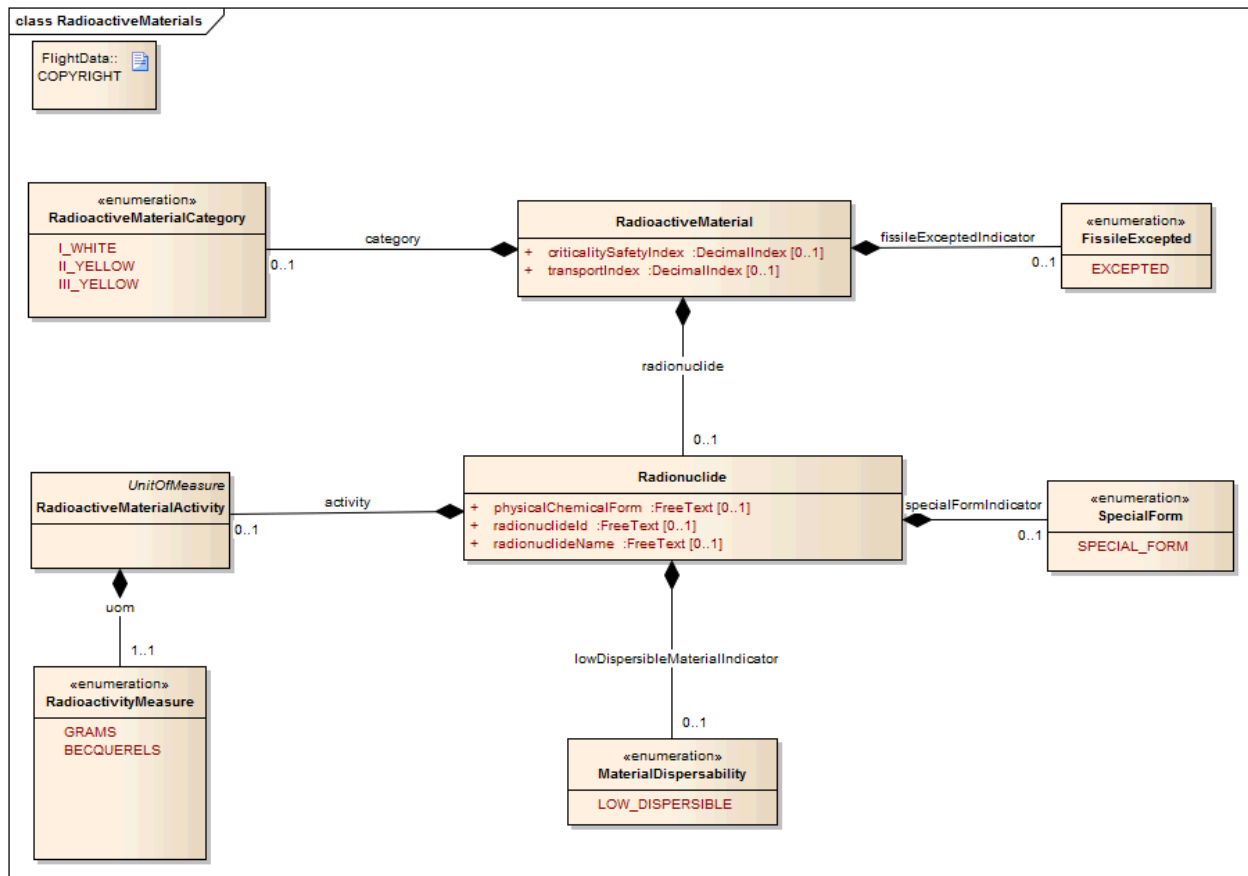 class RadioactiveMaterials
FlightData::
COPYRIGHT
«enumeration»
RadioactiveMaterialCategory
I_WHITE
II_YELLOW
III_YELLOW
category
0..1
RadioactiveMaterial
+ criticalitySafetyIndex :DecimalIndex [0..1]
+ transportIndex :DecimalIndex [0..1]
fissileExceptedIndicator
0..1
«enumeration»
FissileExcepted
EXCEPTED
radionuclide
0..1
UnitOfMeasure
RadioactiveMaterialActivity
activity
0..1
Radionuclide
+ physicalChemicalForm :FreeText [0..1]
+ radionuclideId :FreeText [0..1]
+ radionuclideName :FreeText [0..1]
specialFormIndicator
0..1
«enumeration»
SpecialForm
SPECIAL_FORM
uom
1..1
«enumeration»
RadioactivityMeasure
GRAMS
BECQUERELS
lowDispersibleMaterialIndicator
0..1
«enumeration»
MaterialDispersability
LOW_DISPERSIBLE